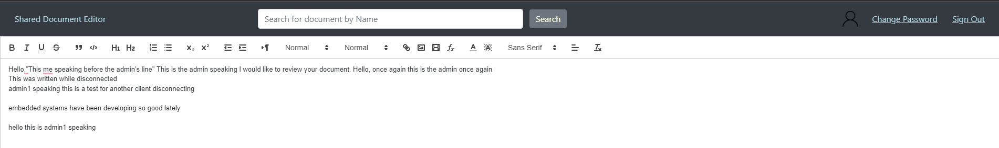 Shared Document Editor
Search for document by Name
Search
Change Password
Sign Out
B I U S H1 H2 X2 X2 Normal Normal fx A Sans Serif Tx
Hello,"This me speaking before the admin's line" This is the admin speaking I would like to review your document. Hello, once again this is the admin once again
This was written while disconnected
admin1 speaking this is a test for another client disconnecting
embedded systems have been developing so good lately
hello this is admin1 speaking